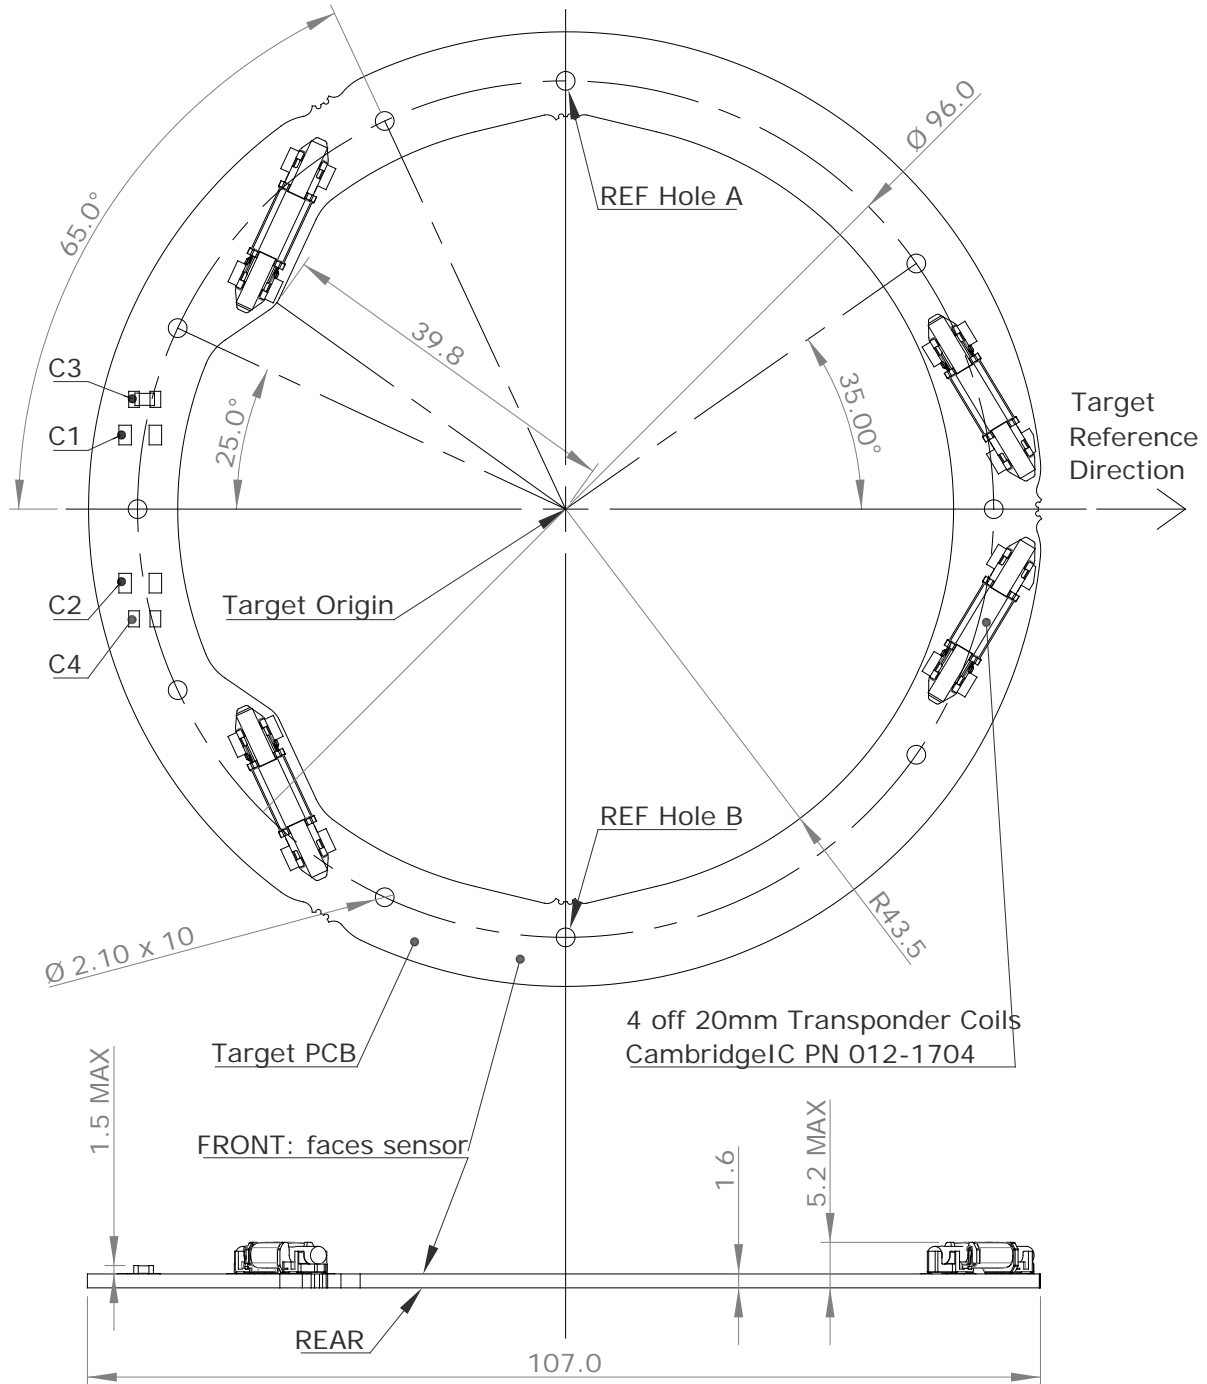 Ø 96.0
65.0°
REF Hole A
39.8
C3
C1
25.0°
35.00°
Target
Reference
Direction
C2
C4
Target Origin
REF Hole B
R43.5
Ø 2.10 x 10
4 off 20mm Transponder Coils
CambridgeIC PN 012-1704
Target PCB
1.5 MAX
FRONT: faces sensor
1.6
5.2 MAX
REAR
107.0